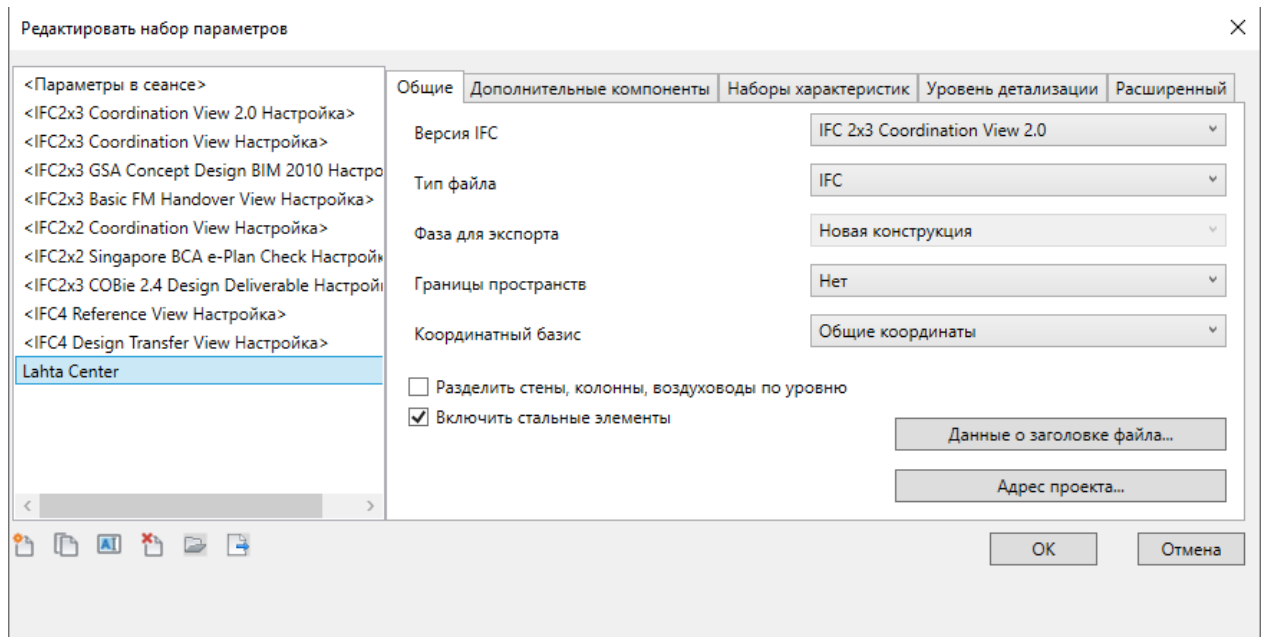 Редактировать набор параметров
<Параметры в сеансе>
<IFC2x3 Coordination View 2.0 Настройка>
<IFC2x3 Coordination View Настройка>
<IFC2x3 GSA Concept Design BIM 2010 Настро
<IFC2x3 Basic FM Handover View Настройка>
<IFC2x2 Coordination View Настройка>
<IFC2x2 Singapore BCA e-Plan Check Настройк
<IFC2x3 COBie 2.4 Design Deliverable Настрой
<IFC4 Reference View Настройка>
<IFC4 Design Transfer View Настройка>
Lahta Center
Общие Дополнительные компоненты Наборы характеристик Уровень детализации Расширенный
Версия IFC IFC 2x3 Coordination View 2.0
Тип файла IFC
Фаза для экспорта Новая конструкция
Границы пространств Нет
Координатный базис Общие координаты
Разделить стены, колонны, воздуховоды по уровню
Включить стальные элементы
Данные о заголовке файла...
Адрес проекта...
AI
OK Отмена